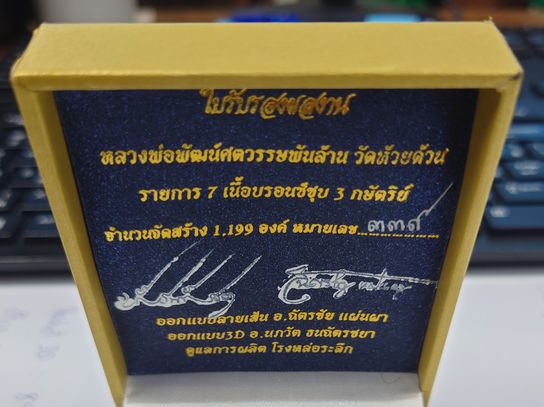 ใบรับรองผลงาน
หลวงพ่อพัฒน์ศตวรรษพันล้าน วัดห้วยด้วน
รายการ 7 เนื้อบรอนซ์ชุบ 3 กษัตริย์
จำนวนจัดสร้าง 1,199 องค์ หมายเลข ๓๓๙
ออกแบบลายเส้น อ.ฉัตรชัย แผ่นผา
ออกแบบ3D อ.นภวัต ธนฉัตรชยา
ดูแลการผลิต โรงหล่อระลึก